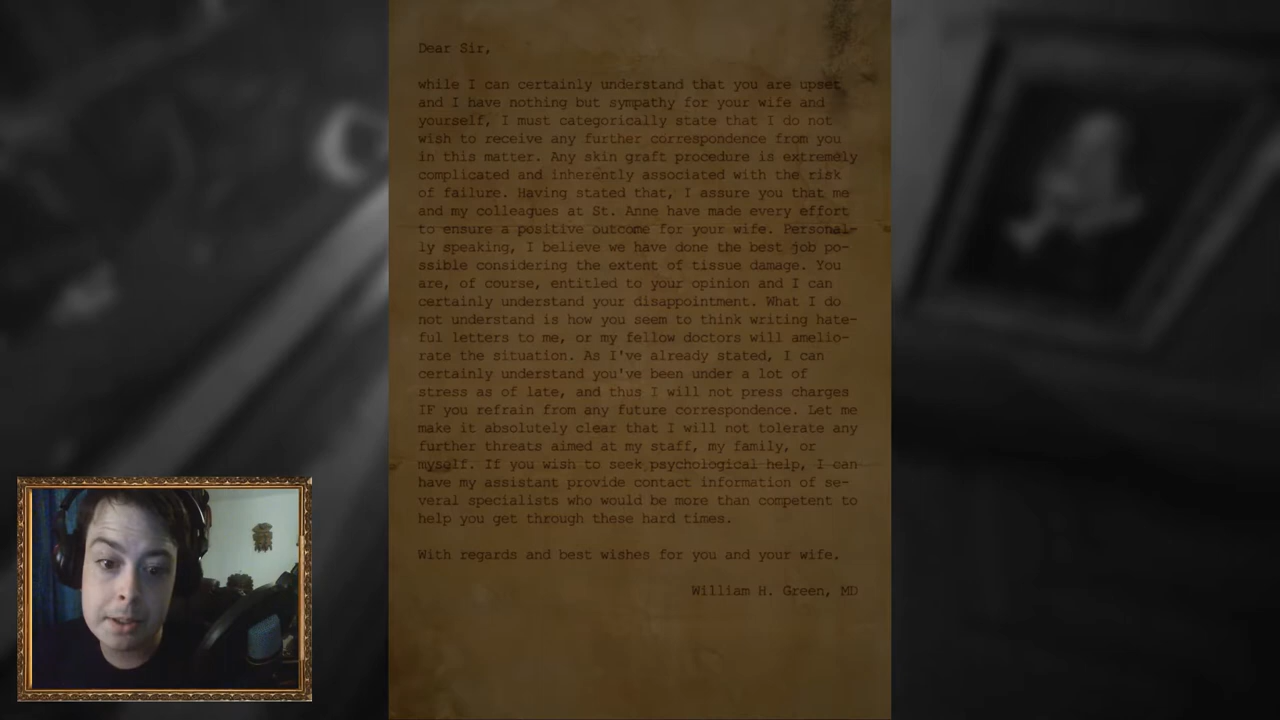 Dear Sir,
while I can certainly understand that you are upset
and I have nothing but sympathy for your wife and
yourself, I must categorically state that I do not
wish to receive any further correspondence from you
in this matter. Any skin graft procedure is extremely
complicated and inherently associated with the risk
of failure. Having stated that, I assure you that me
and my colleagues at St. Anne have made every effort
to ensure a positive outcome for your wife. Personal-
ly speaking, I believe we have done the best job po-
ssible considering the extent of tissue damage. You
are, of course, entitled to your opinion and I can
certainly understand your disappointment. What I do
not understand is how you seem to think writing hate-
ful letters to me, or my fellow doctors will amelio-
rate the situation. As I've already stated, I can
certainly understand you've been under a lot of
stress as of late, and thus I will not press charges
IF you refrain from any future correspondence. Let me
make it absolutely clear that I will not tolerate any
further threats aimed at my staff, my family, or
myself. If you wish to seek psychological help, I can
have my assistant provide contact information of se-
veral specialists who would be more than competent to
help you get through these hard times.
With regards and best wishes for you and your wife.
William H. Green, MD